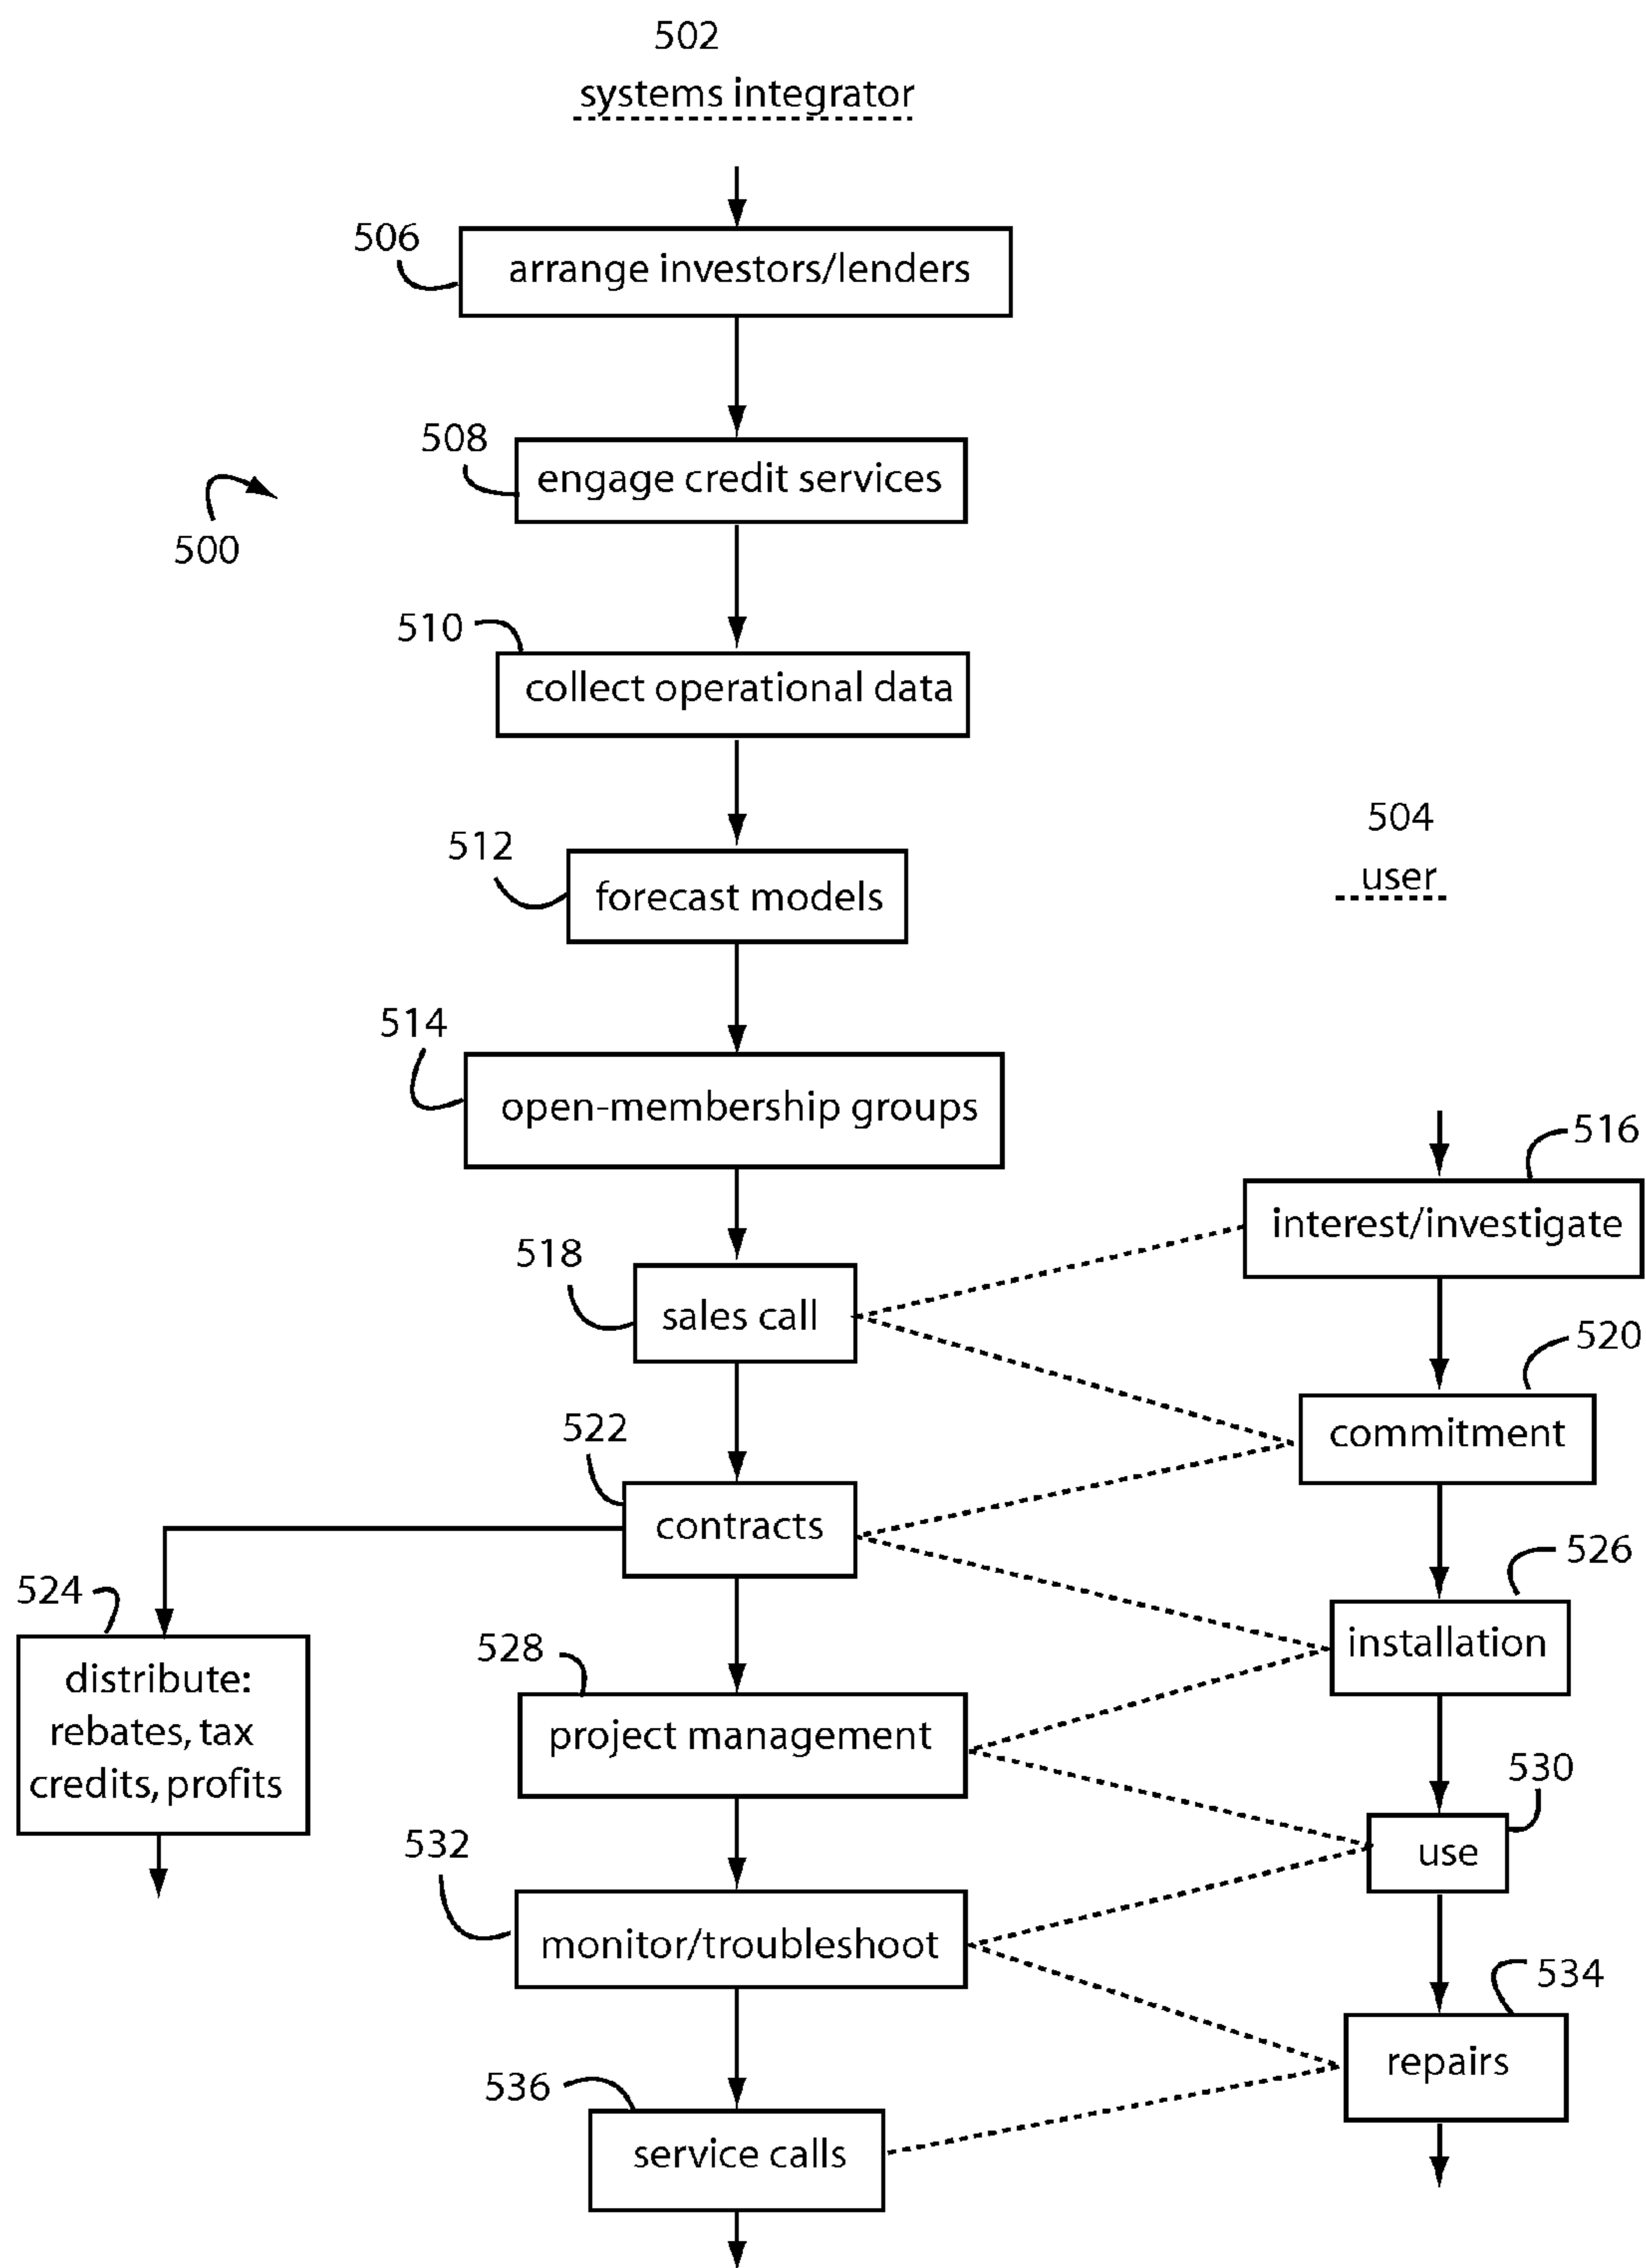 502
systems integrator
506
arrange investors/lenders
508
engage credit services
500
510
collect operational data
512
forecast models
504
user
514
open-membership groups
516
interest/investigate
518
sales call
520
commitment
522
contracts
524
distribute:
rebates, tax
credits, profits
526
installation
528
project management
530
use
532
monitor/troubleshoot
534
repairs
536
service calls